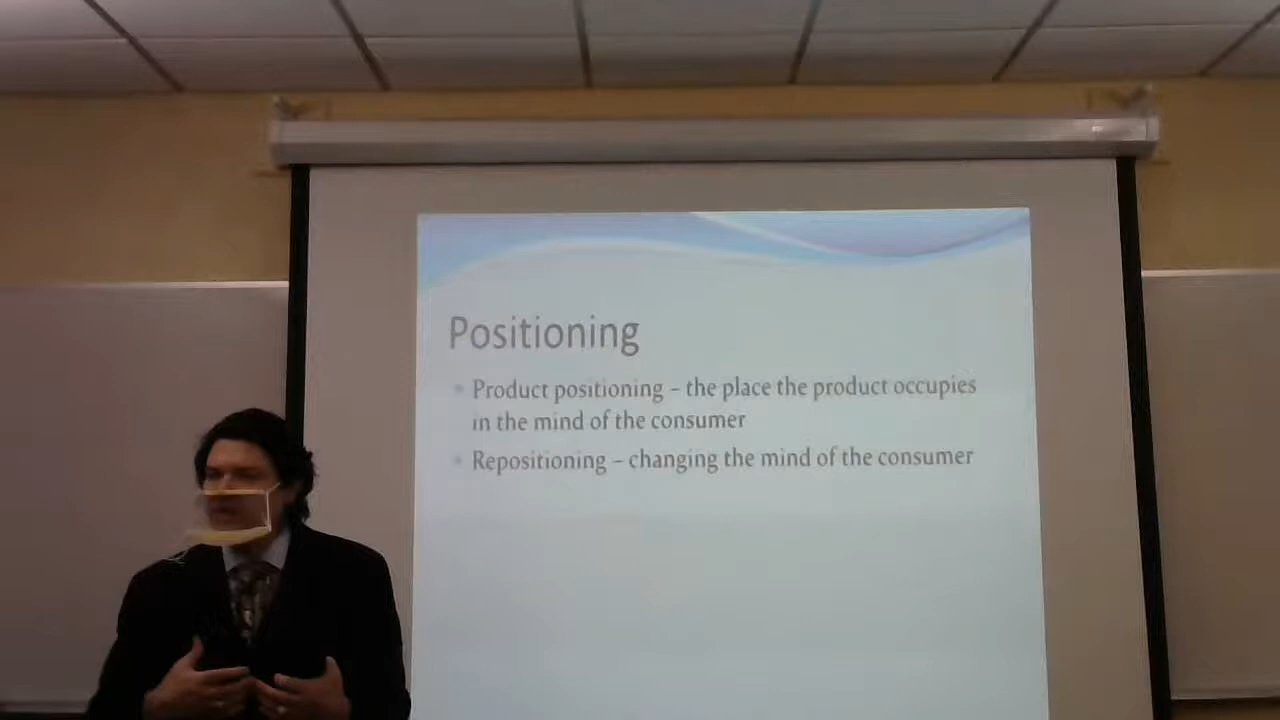 Positioning
Product positioning – the place the product occupies
in the mind of the consumer
Repositioning – changing the mind of the consumer